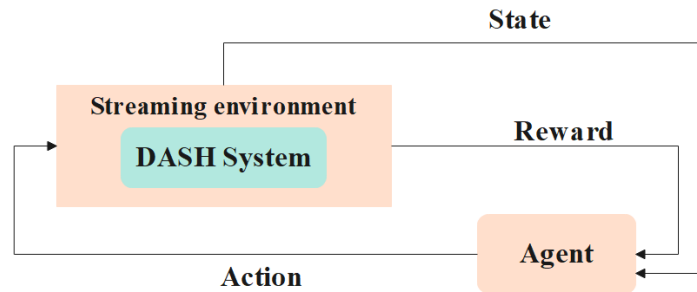 State
Streaming environment
DASH System
Reward
Agent
Action